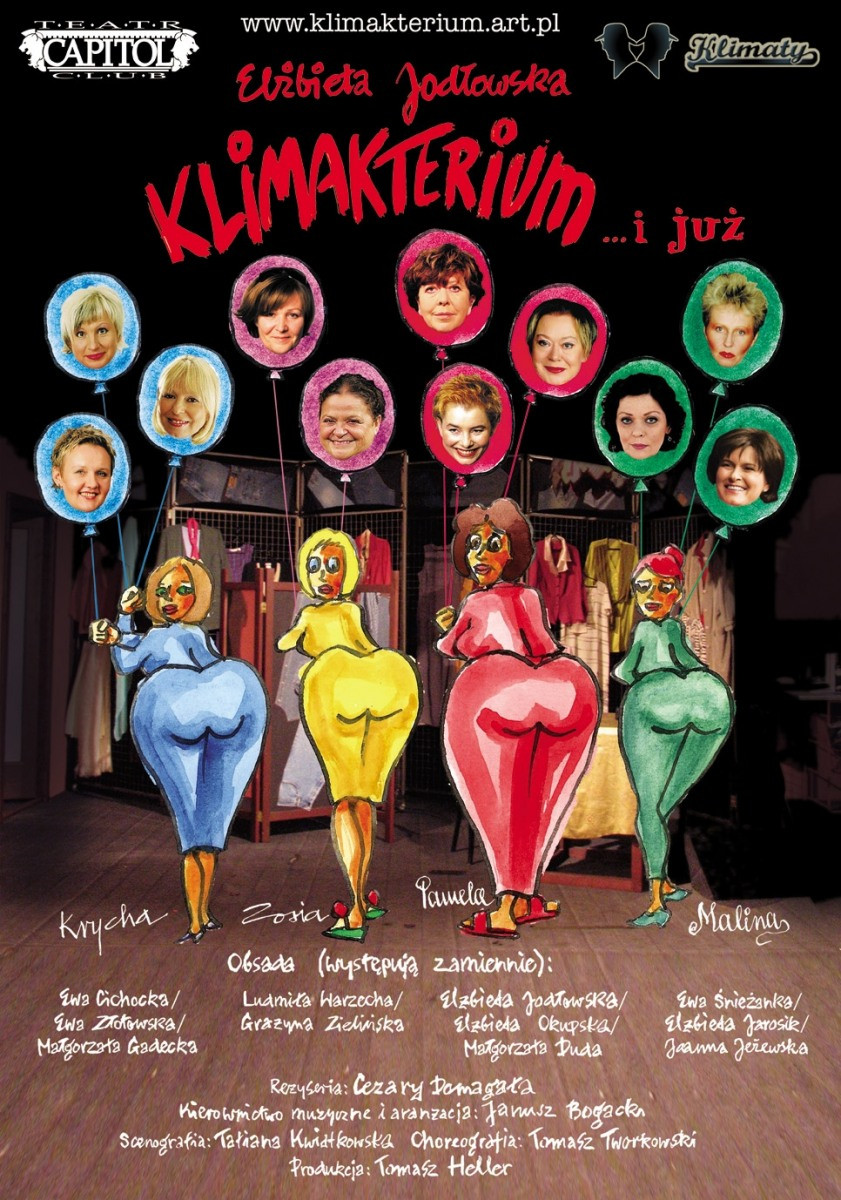 www.klimakterium.art.pl
T·E·A·T·R
CAPITOL
C·L·U·B
Klimaty
Elżbieta Jodłowska
KLIMAKTERIUM
...i już
Krycha
Zosia
Pamela
Malina
Obsada (występują zamiennie):
Ewa Cichocka/
Ewa Złotowska/
Małgorzata Gadecka
Ludmiła Warzecha/
Grażyna Zielińska
Elżbieta Jodłowska/
Elżbieta Okupska/
Małgorzata Duda
Ewa Śnieżanka/
Elżbieta Jarosik/
Joanna Jeżewska
Reżyseria: Cezary Domagała
Kierownictwo muzyczne i aranżacja: Janusz Bogacki
Scenografia: Tatiana Kwiatkowska Choreografia: Tomasz Tworkowski
Produkcja: Tomasz Heller